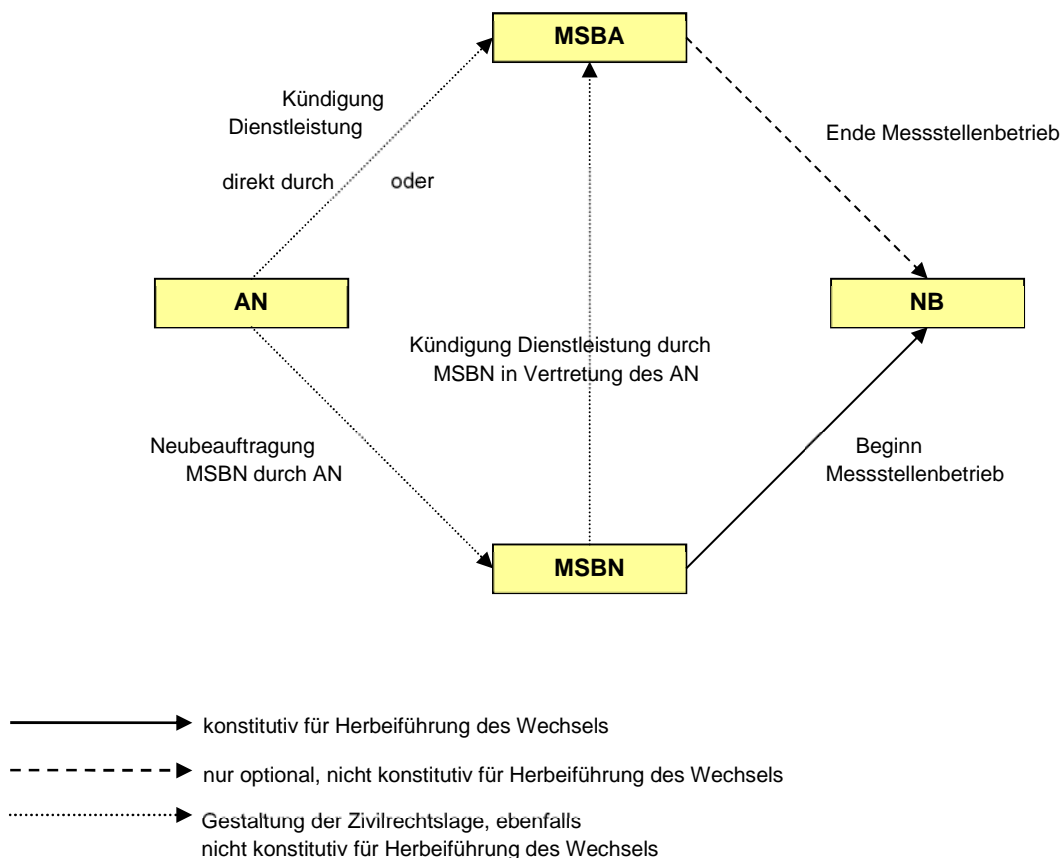 MSBA
Kündigung
Dienstleistung
Ende Messstellenbetrieb
direkt durch oder
AN
NB
Kündigung Dienstleistung durch
MSBN in Vertretung des AN
Neubeauftragung
MSBN durch AN
Beginn
Messstellenbetrieb
MSBN
konstitutiv für Herbeiführung des Wechsels
nur optional, nicht konstitutiv für Herbeiführung des Wechsels
Gestaltung der Zivilrechtslage, ebenfalls
nicht konstitutiv für Herbeiführung des Wechsels